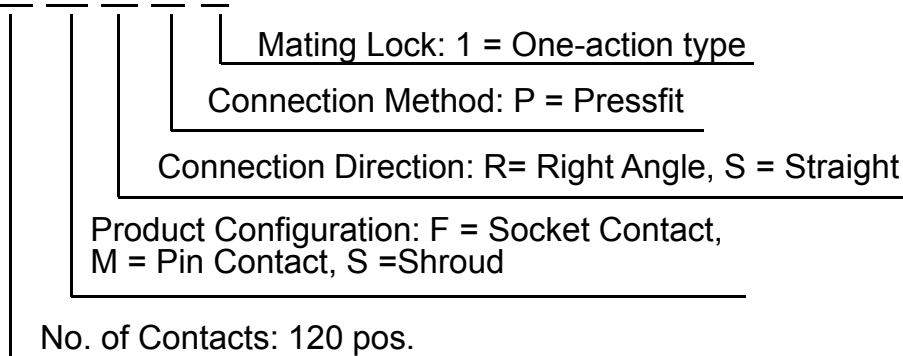 Mating Lock: 1 = One-action type
Connection Method: P = Pressfit
Connection Direction: R= Right Angle, S = Straight
Product Configuration: F = Socket Contact,
M = Pin Contact, S =Shroud
No. of Contacts: 120 pos.